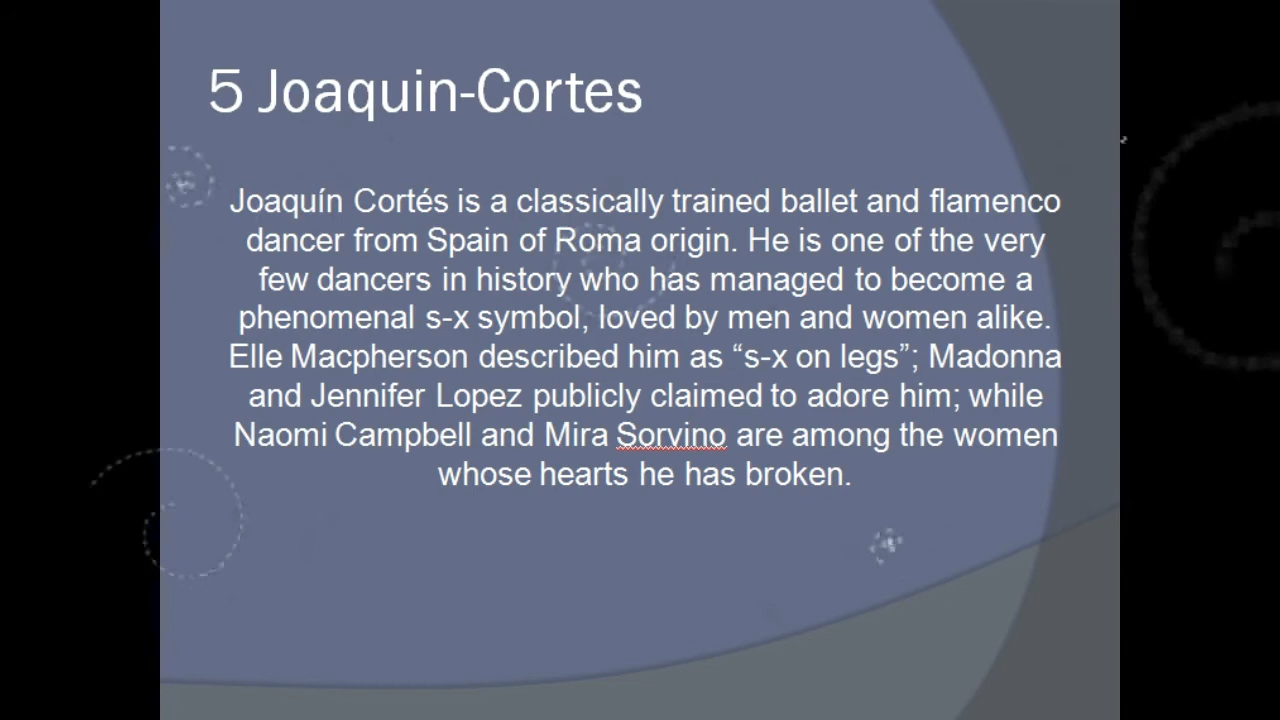 5 Joaquin-Cortes
Joaquín Cortés is a classically trained ballet and flamenco
dancer from Spain of Roma origin. He is one of the very
few dancers in history who has managed to become a
phenomenal s-x symbol, loved by men and women alike.
Elle Macpherson described him as “s-x on legs”; Madonna
and Jennifer Lopez publicly claimed to adore him; while
Naomi Campbell and Mira Sorvino are among the women
whose hearts he has broken.